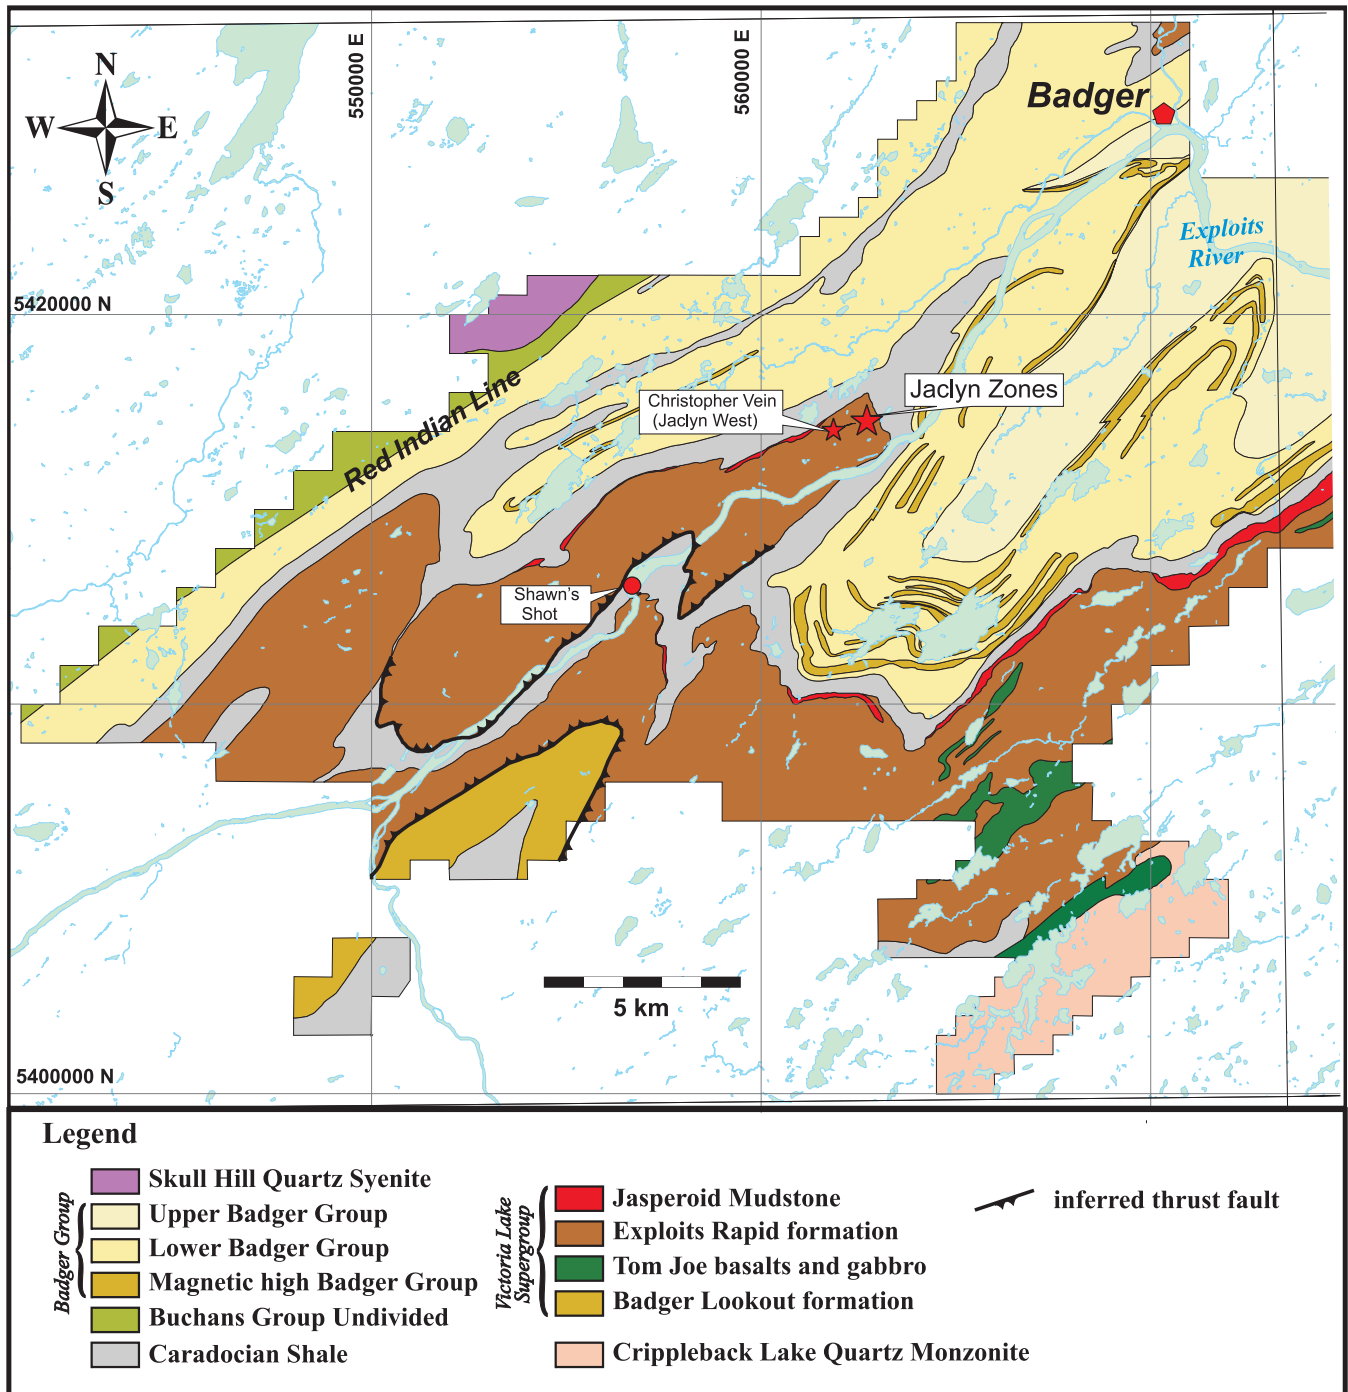 N
W E
S
550000 E
560000 E
Badger
Exploits
River
5420000 N
Red Indian Line
Christopher Vein
(Jaclyn West)
Jaclyn Zones
Shawn's
Shot
5 km
5400000 N
Legend
Badger Group
Skull Hill Quartz Syenite
Upper Badger Group
Lower Badger Group
Magnetic high Badger Group
Buchans Group Undivided
Caradocian Shale
Victoria Lake
Supergroup
Jasperoid Mudstone
Exploits Rapid formation
Tom Joe basalts and gabbro
Badger Lookout formation
Crippleback Lake Quartz Monzonite
inferred thrust fault